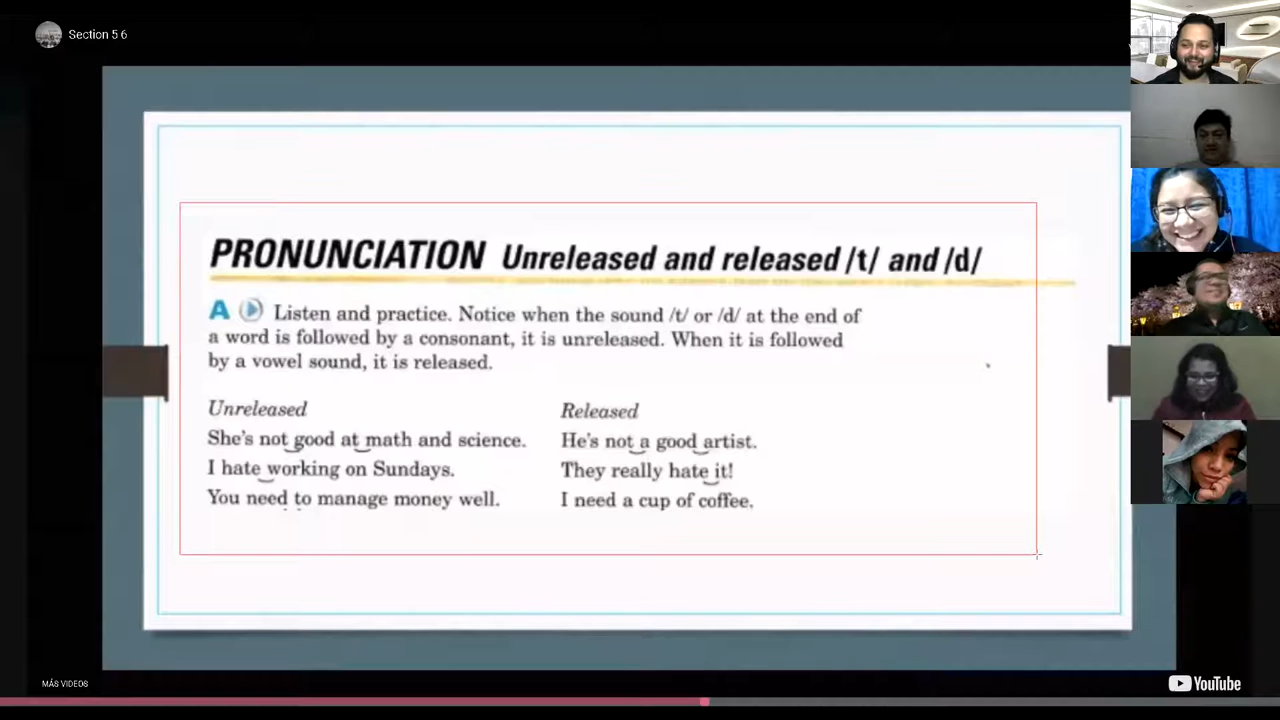 Section 5 6
PRONUNCIATION Unreleased and released /t/ and /d/
A Listen and practice. Notice when the sound /t/ or /d/ at the end of
a word is followed by a consonant, it is unreleased. When it is followed
by a vowel sound, it is released.
Unreleased
She's not good at math and science.
I hate working on Sundays.
You need to manage money well.
Released
He's not a good artist.
They really hate it!
I need a cup of coffee.
MÁS VIDEOS
YouTube